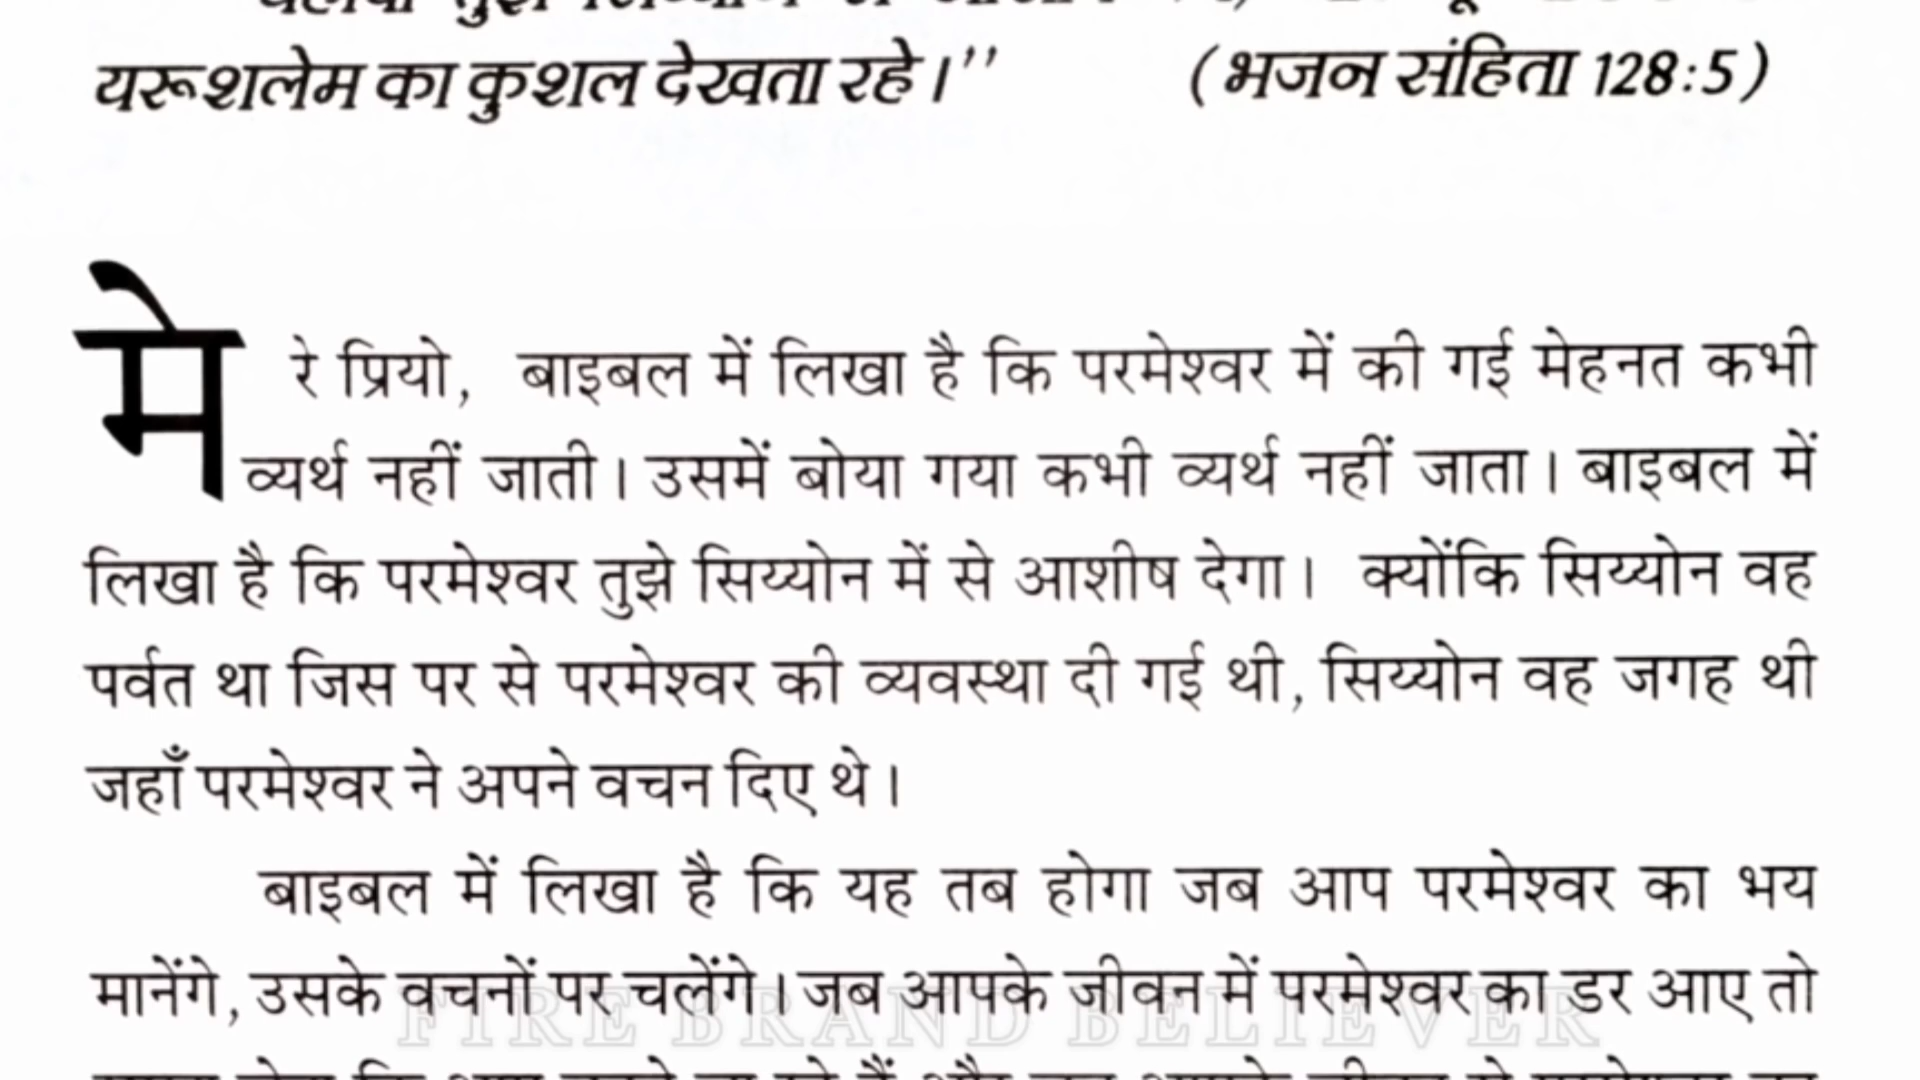 यरूशलेम का कुशल देखता रहे।’’ (भजन संहिता 128:5)
मेरे प्रियो, बाइबल में लिखा है कि परमेश्वर में की गई मेहनत कभी
व्यर्थ नहीं जाती। उसमें बोया गया कभी व्यर्थ नहीं जाता। बाइबल में
लिखा है कि परमेश्वर तुझे सिय्योन में से आशीष देगा। क्योंकि सिय्योन वह
पर्वत था जिस पर से परमेश्वर की व्यवस्था दी गई थी, सिय्योन वह जगह थी
जहाँ परमेश्वर ने अपने वचन दिए थे।
बाइबल में लिखा है कि यह तब होगा जब आप परमेश्वर का भय
मानेंगे, उसके वचनों पर चलेंगे। जब आपके जीवन में परमेश्वर का डर आए तो
FIRE BRAND BELIEVER